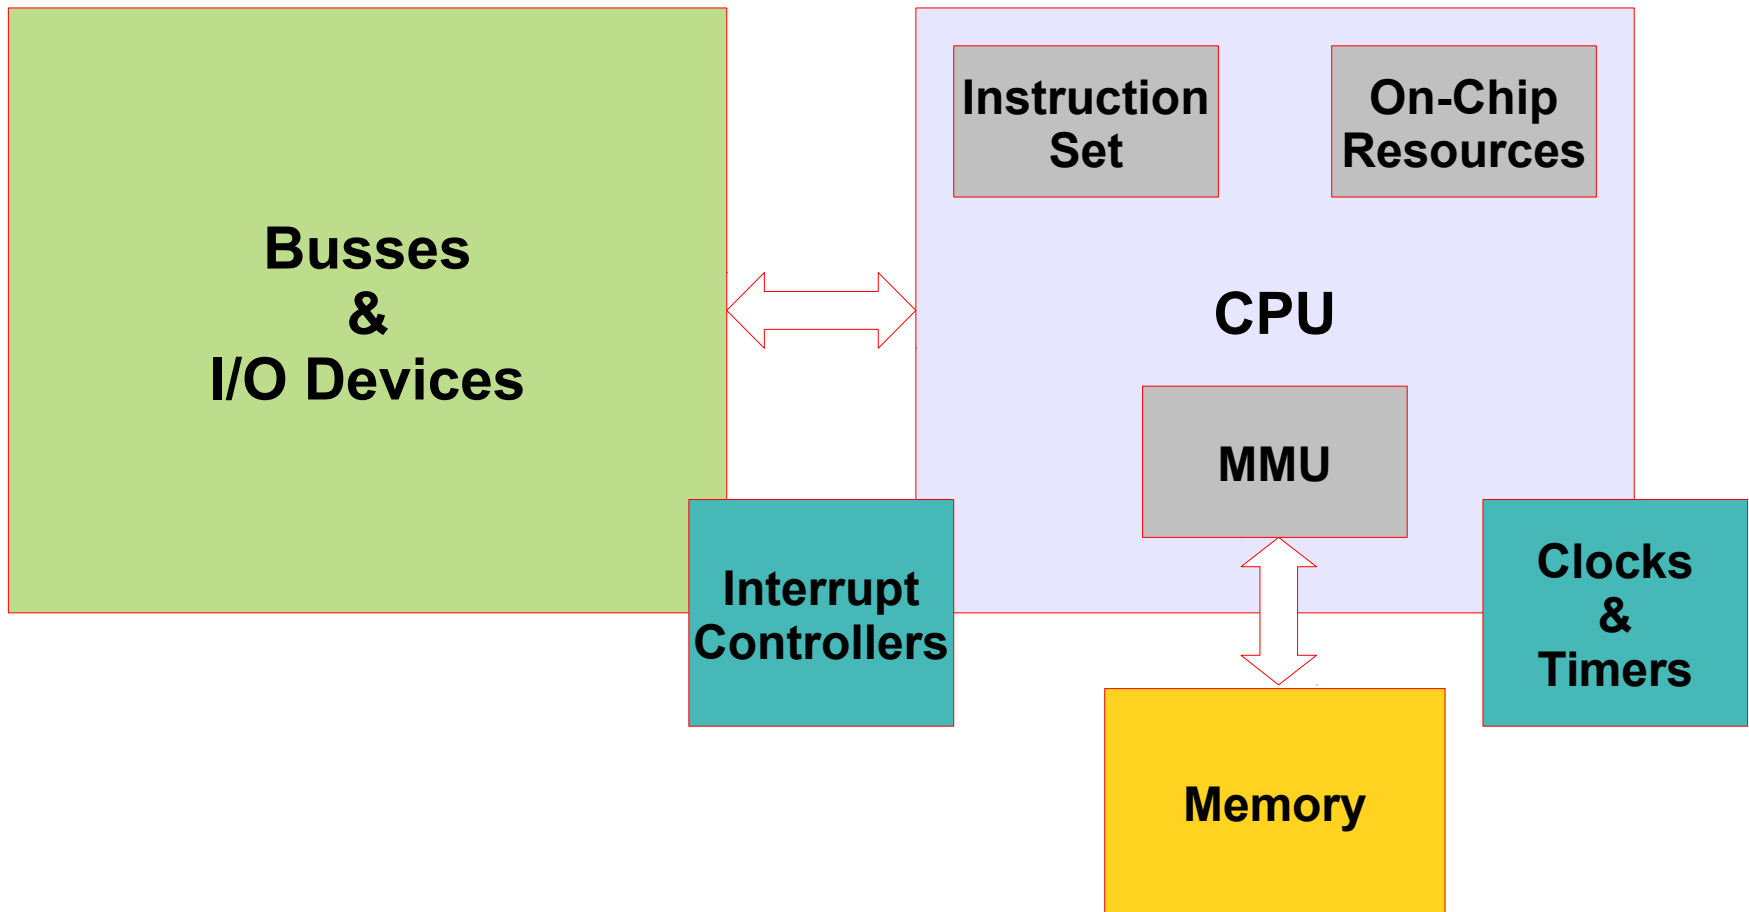 Busses
&
I/O Devices
Instruction
Set
On-Chip
Resources
CPU
MMU
Interrupt
Controllers
Clocks
&
Timers
Memory